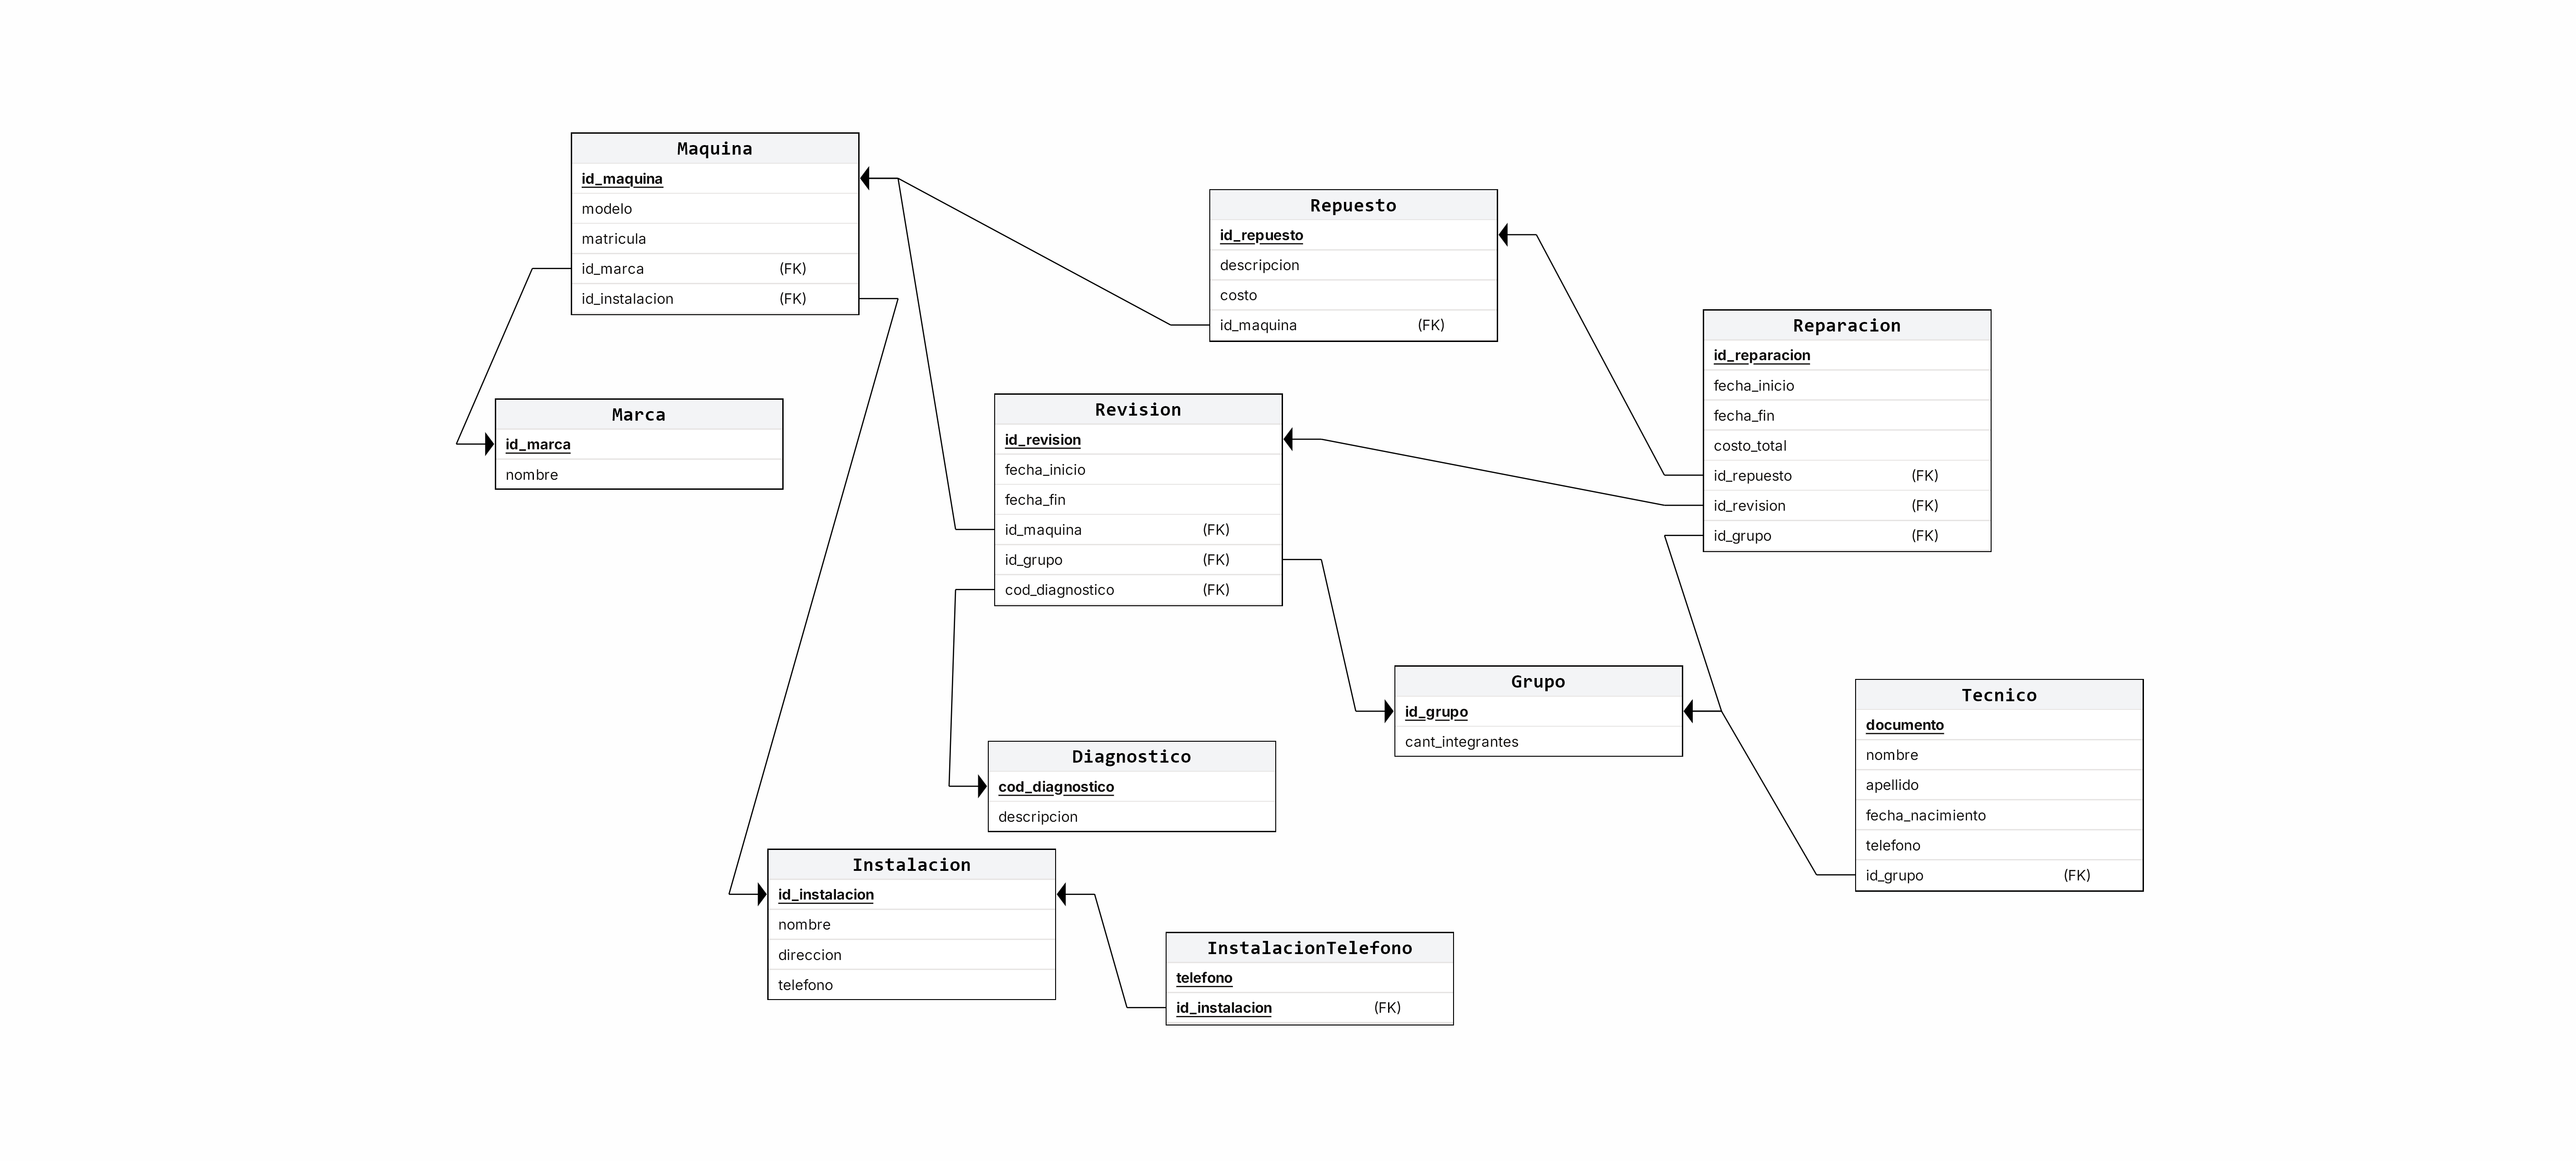 Maquina
id_maquina
modelo
matricula
id_marca (FK)
id_instalacion (FK)
Repuesto
id_repuesto
descripcion
costo
id_maquina (FK)
Reparacion
id_reparacion
fecha_inicio
fecha_fin
costo_total
id_repuesto (FK)
id_revision (FK)
id_grupo (FK)
Marca
id_marca
nombre
Revision
id_revision
fecha_inicio
fecha_fin
id_maquina (FK)
id_grupo (FK)
cod_diagnostico (FK)
Grupo
id_grupo
cant_integrantes
Tecnico
documento
nombre
apellido
fecha_nacimiento
telefono
id_grupo (FK)
Diagnostico
cod_diagnostico
descripcion
Instalacion
id_instalacion
nombre
direccion
telefono
InstalacionTelefono
telefono
id_instalacion (FK)